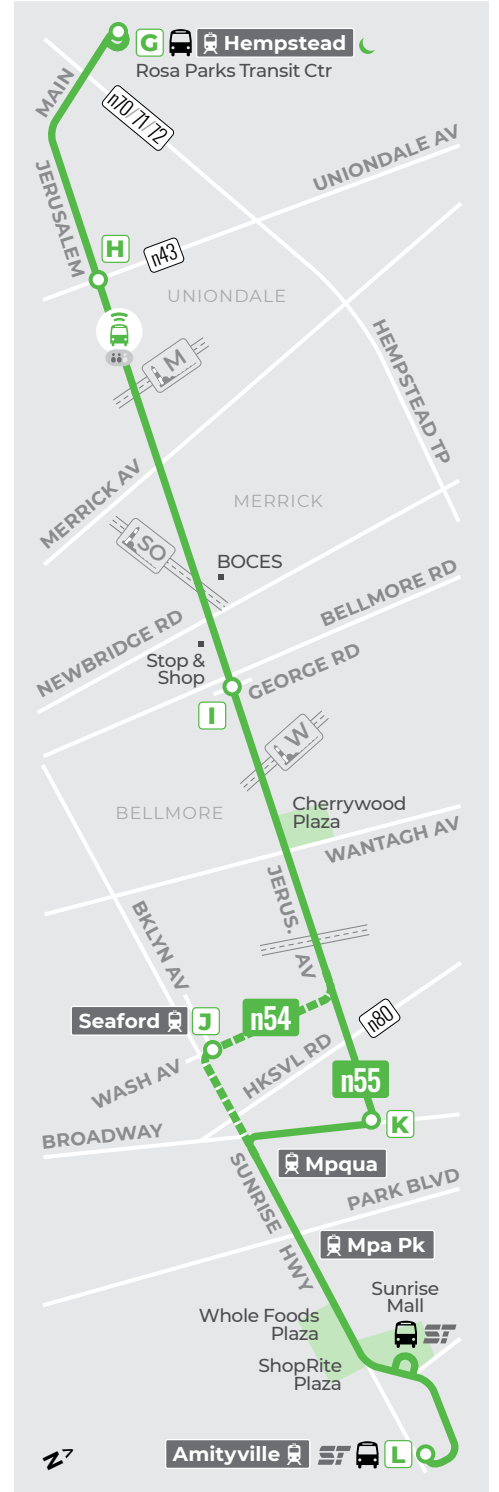 G Hempstead
Rosa Parks Transit Ctr
MAIN
n70/71/72
UNIONDALE AV
JERUSALEM
H
n43
UNIONDALE
M
HEMPSTEAD TP
MERRICK AV
MERRICK
SO
BOCES
BELLMORE RD
NEWBRIDGE RD
Stop &
Shop
GEORGE RD
I
W
BELLMORE
Cherrywood
Plaza
WANTAGH AV
JERUS. AV
BKLYN AV
Seaford J
n54
n80
WASH AV
HKSVL RD
n55
K
BROADWAY
Mpqua
SUNRISE HWY
PARK BLVD
Mpa Pk
Sunrise
Mall
Whole Foods
Plaza
ST
ShopRite
Plaza
N
Amityville ST L